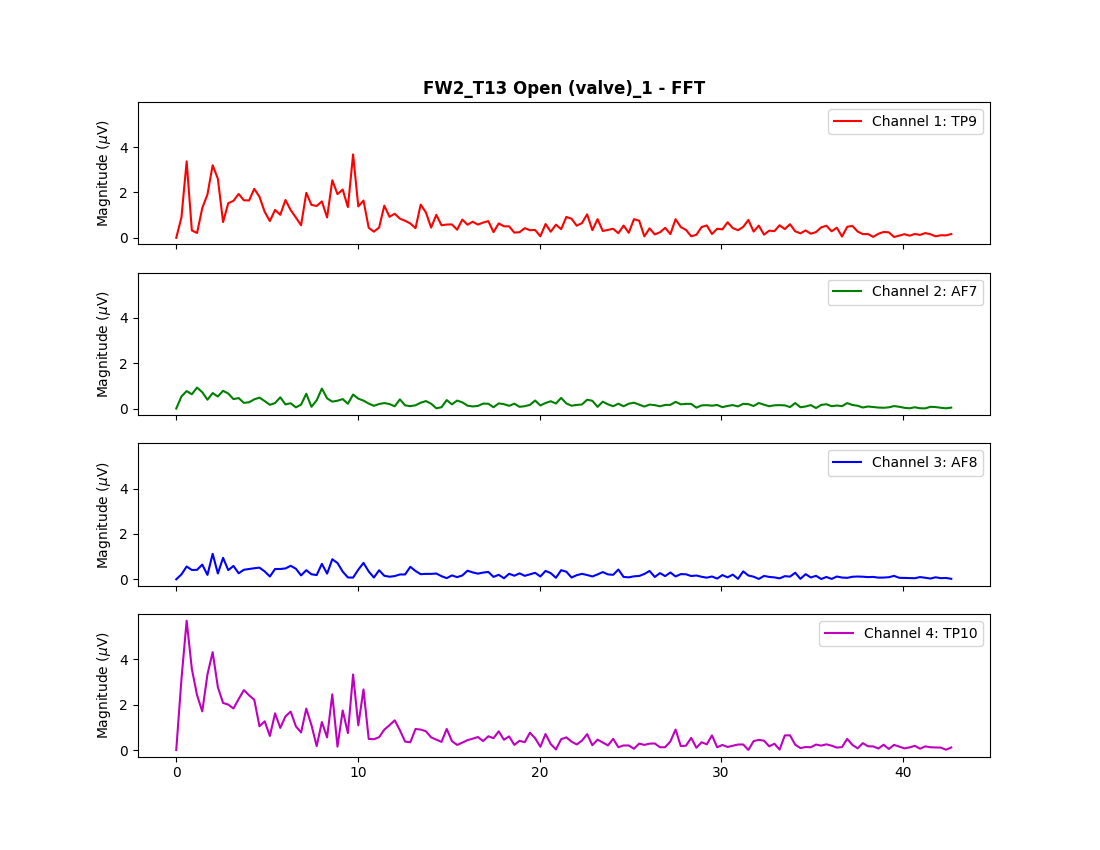 FW2_T13 Open (valve)_1 - FFT
Magnitude (μV)
4
2
0
Channel 1: TP9
Magnitude (μV)
4
2
0
Channel 2: AF7
Magnitude (μV)
4
2
0
Channel 3: AF8
Magnitude (μV)
4
2
0
Channel 4: TP10
0 10 20 30 40